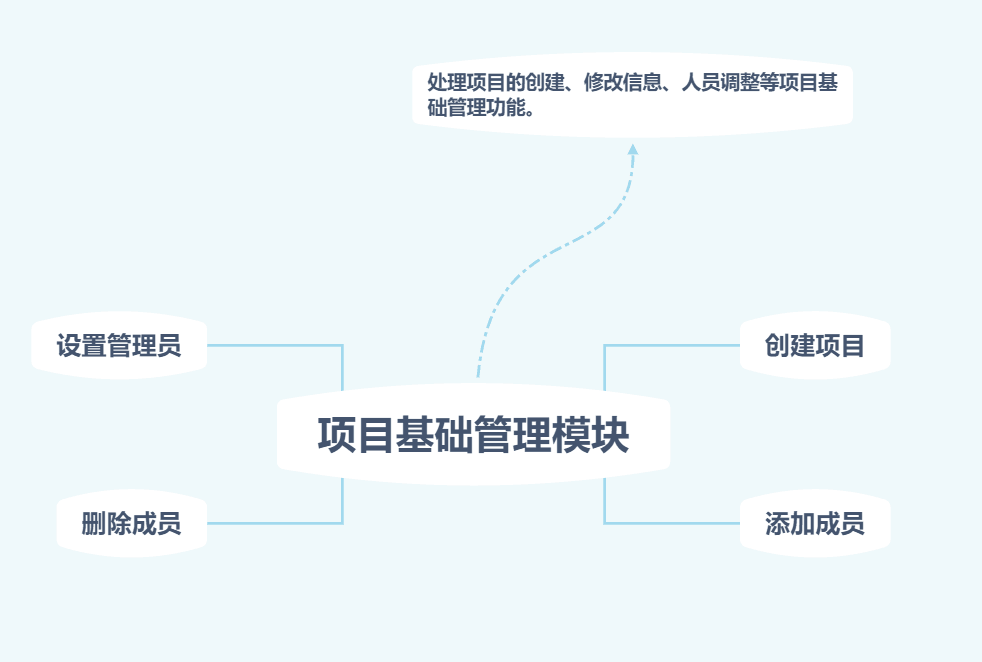 处理项目的创建、修改信息、人员调整等项目基
础管理功能。
设置管理员
创建项目
项目基础管理模块
删除成员
添加成员